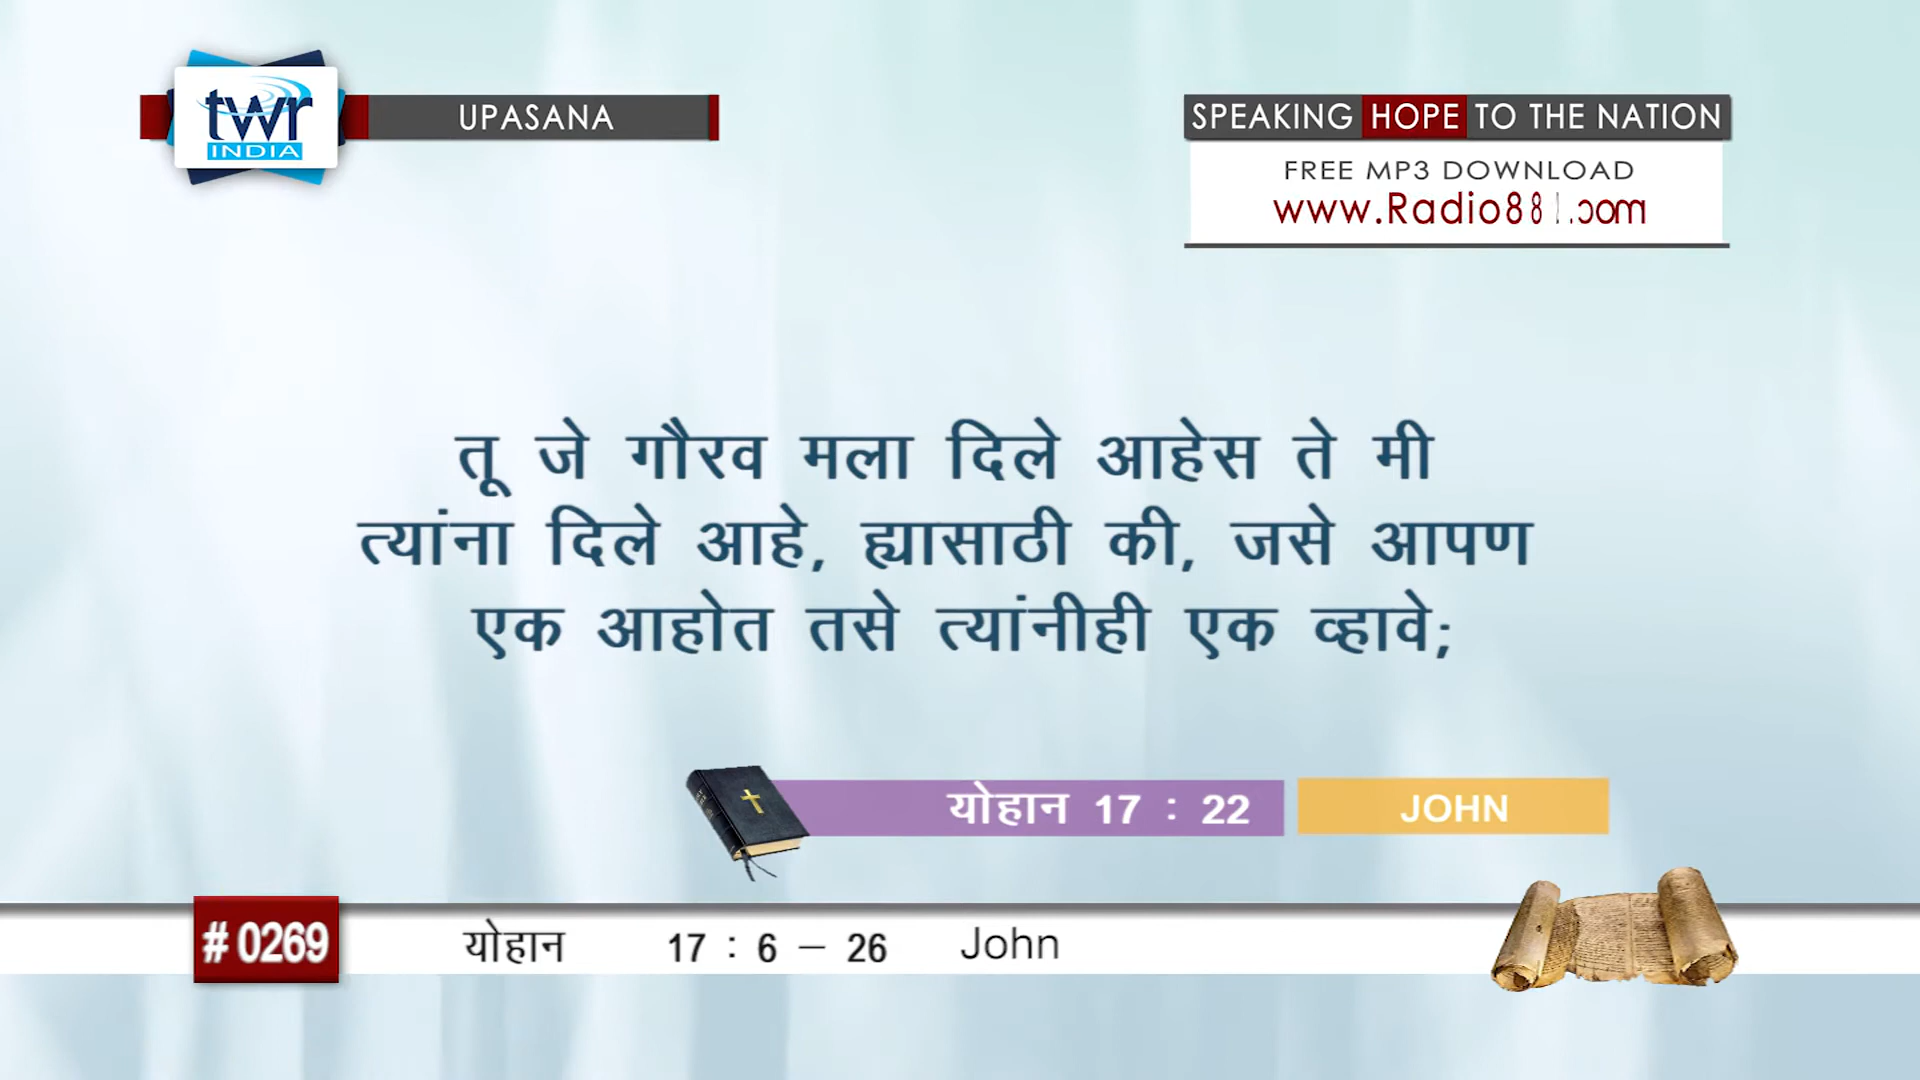 twr
INDIA
UPASANA
SPEAKING HOPE TO THE NATION
FREE MP3 DOWNLOAD
तू जे गौरव मला दिले आहेस ते मी
त्यांना दिले आहे, ह्यासाठी की, जसे आपण
एक आहोत तसे त्यांनीही एक व्हावे;
योहान 17 : 22
JOHN
# 0269
योहान 17 : 6 – 26 John